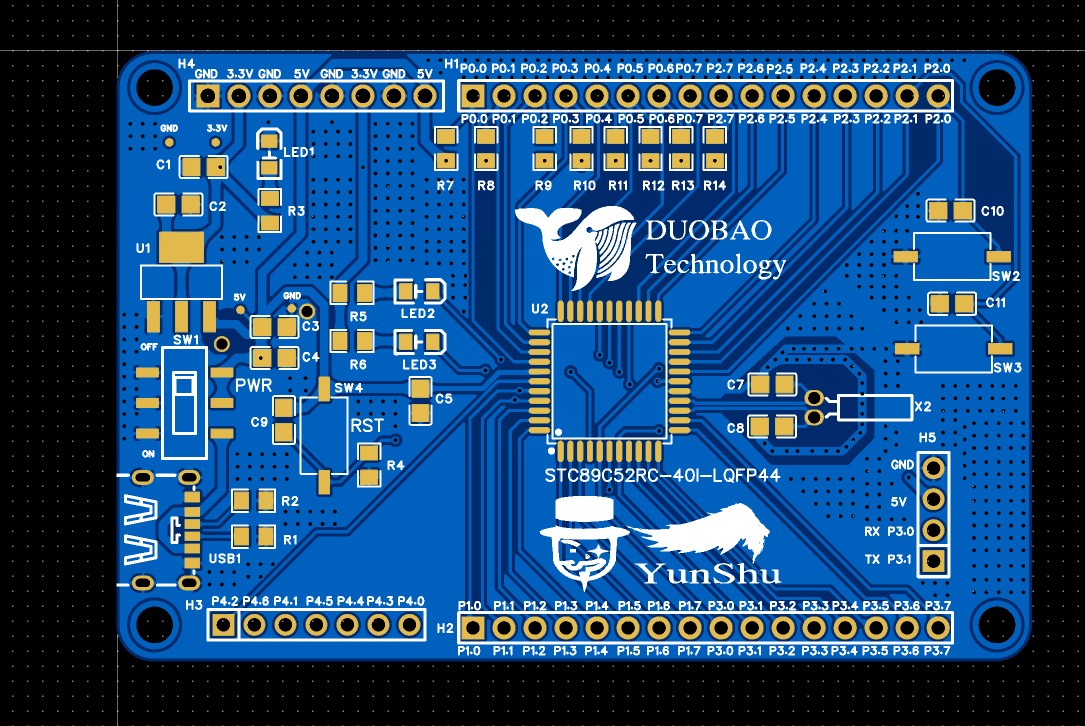 H4
GND 3.3V GND 5V GND 3.3V GND 5V
H1
P0.0 P0.1 P0.2 P0.3 P0.4 P0.5 P0.6 P0.7 P2.7 P2.6 P2.5 P2.4 P2.3 P2.2 P2.1 P2.0
P0.0 P0.1 P0.2 P0.3 P0.4 P0.5 P0.6 P0.7 P2.7 P2.6 P2.5 P2.4 P2.3 P2.2 P2.1 P2.0
GND 3.3V
C1
LED1
R7 R8 R9 R10 R11 R12 R13 R14
C2
R3
C10
DUOBAO
Technology
U1
SW2
5V GND
R5
LED2
U2
C11
C3
SW1
OFF
C4
R6
LED3
SW3
PWR
SW4
C5
C7
X2
C9
RST
C8
H5
ON
R4
STC89C52RC-40I-LQFP44
GND
5V
RX P3.0
TX P3.1
R2
R1
USB1
YunShu
H3
P4.2 P4.6 P4.1 P4.5 P4.4 P4.3 P4.0
H2
P1.0 P1.1 P1.2 P1.3 P1.4 P1.5 P1.6 P1.7 P3.0 P3.1 P3.2 P3.3 P3.4 P3.5 P3.6 P3.7
P1.0 P1.1 P1.2 P1.3 P1.4 P1.5 P1.6 P1.7 P3.0 P3.1 P3.2 P3.3 P3.4 P3.5 P3.6 P3.7